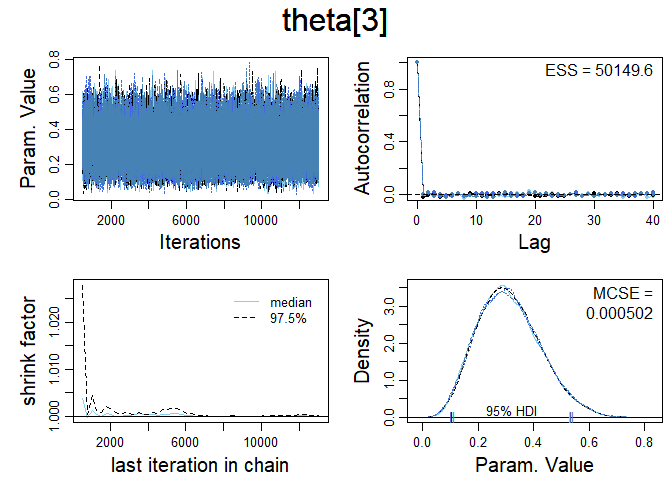 theta[3]
Param. Value
0.0 0.2 0.4 0.6 0.8
2000 6000 10000
Iterations
Autocorrelation
0.0 0.4 0.8
ESS = 50149.6
0 10 20 30 40
Lag
shrink factor
1.000 1.010 1.020
median
97.5%
2000 6000 10000
last iteration in chain
Density
0.0 1.0 2.0 3.0
MCSE =
0.000502
95% HDI
0.0 0.2 0.4 0.6 0.8
Param. Value